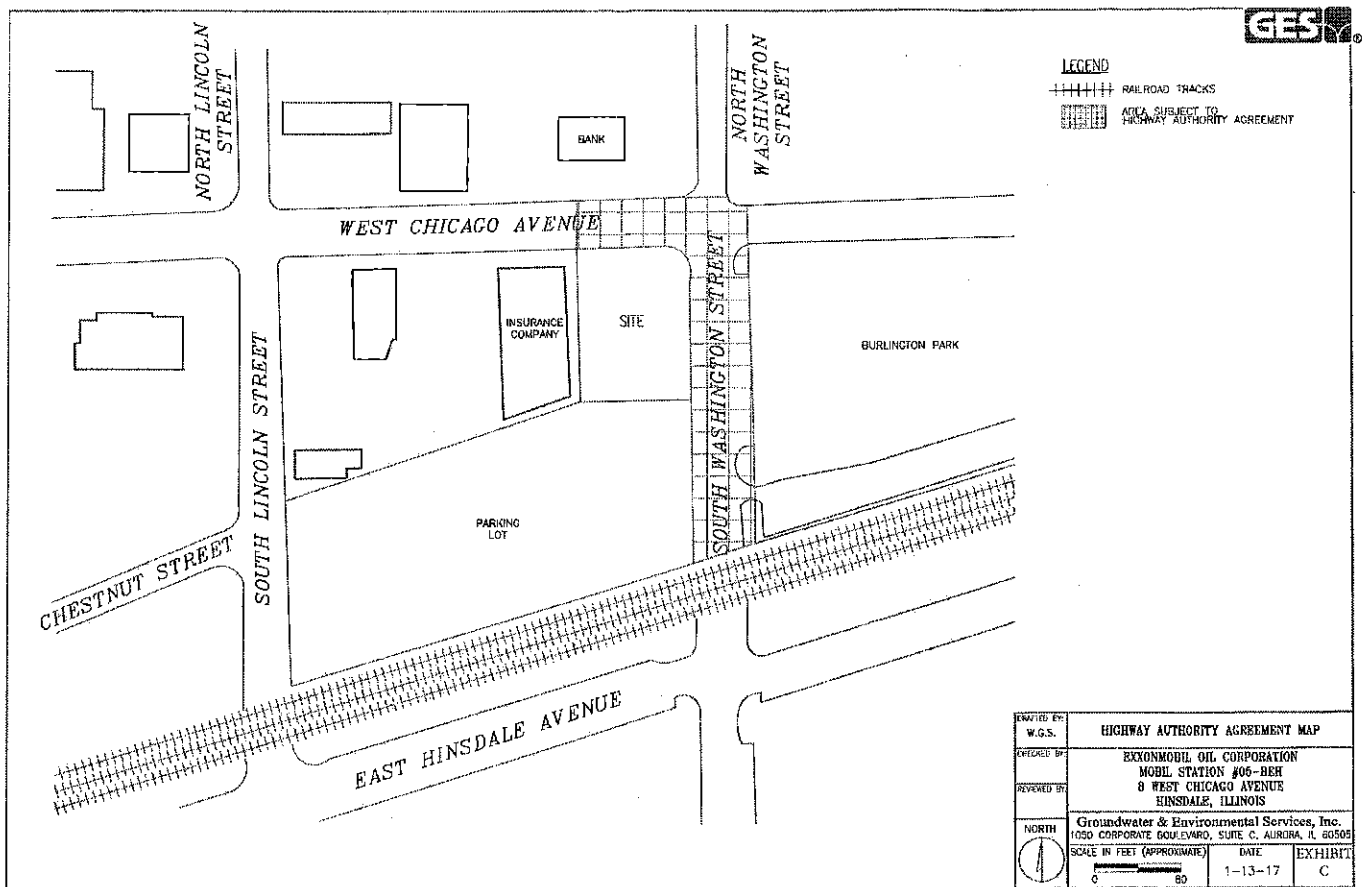 GES
®
LEGEND
RAILROAD TRACKS
AREA SUBJECT TO
HIGHWAY AUTHORITY AGREEMENT
NORTH LINCOLN
STREET
NORTH
WASHINGTON
STREET
BANK
WEST CHICAGO AVENUE
SOUTH WASHINGTON STREET
INSURANCE
COMPANY
SITE
BURLINGTON PARK
SOUTH LINCOLN STREET
PARKING
LOT
CHESTNUT STREET
EAST HINSDALE AVENUE
DRAFTED BY:
W.G.S.
CHECKED BY:
REVIEWED BY:
NORTH
HIGHWAY AUTHORITY AGREEMENT MAP
EXXONMOBIL OIL CORPORATION
MOBIL STATION #05-BEH
8 WEST CHICAGO AVENUE
HINSDALE, ILLINOIS
Groundwater & Environmental Services, Inc.
1050 CORPORATE BOULEVARD, SUITE C, AURORA, IL 60505
SCALE IN FEET (APPROXIMATE)
0 80
DATE
1-13-17
EXHIBIT
C